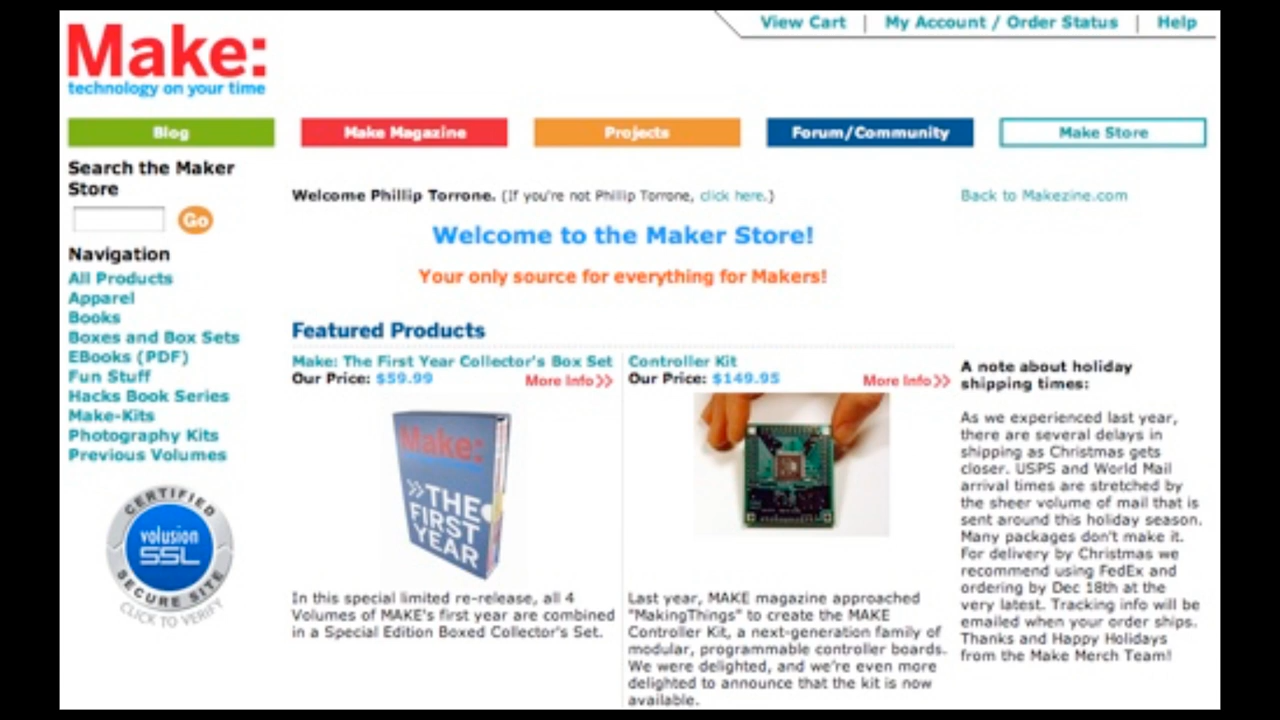 View Cart | My Account / Order Status | Help
Make:
technology on your time
Blog
Make Magazine
Projects
Forum/Community
Make Store
Search the Maker
Store
Go
Navigation
All Products
Apparel
Books
Boxes and Box Sets
EBooks (PDF)
Fun Stuff
Hacks Book Series
Make-Kits
Photography Kits
Previous Volumes
CERTIFIED
volusion
SSL
SECURE SITE
CLICK TO VERIFY
Welcome Phillip Torrone. (If you're not Phillip Torrone, click here.)
Back to Makezine.com
Welcome to the Maker Store!
Your only source for everything for Makers!
Featured Products
Make: The First Year Collector's Box Set
Our Price: $59.99
More Info >>
Make:
>>THE
FIRST
YEAR
In this special limited re-release, all 4
Volumes of MAKE's first year are combined
in a Special Edition Boxed Collector's Set.
Controller Kit
Our Price: $149.95
More Info >>
Last year, MAKE magazine approached
"MakingThings" to create the MAKE
Controller Kit, a next-generation family of
modular, programmable controller boards.
We were delighted, and we're even more
delighted to announce that the kit is now
available.
A note about holiday
shipping times:
As we experienced last year,
there are several delays in
shipping as Christmas gets
closer. USPS and World Mail
arrival times are stretched by
the sheer volume of mail that is
sent around this holiday season.
Many packages don't make it.
For delivery by Christmas we
recommend using FedEx and
ordering by Dec 18th at the
very latest. Tracking info will be
emailed when your order ships.
Thanks and Happy Holidays
from the Make Merch Team!